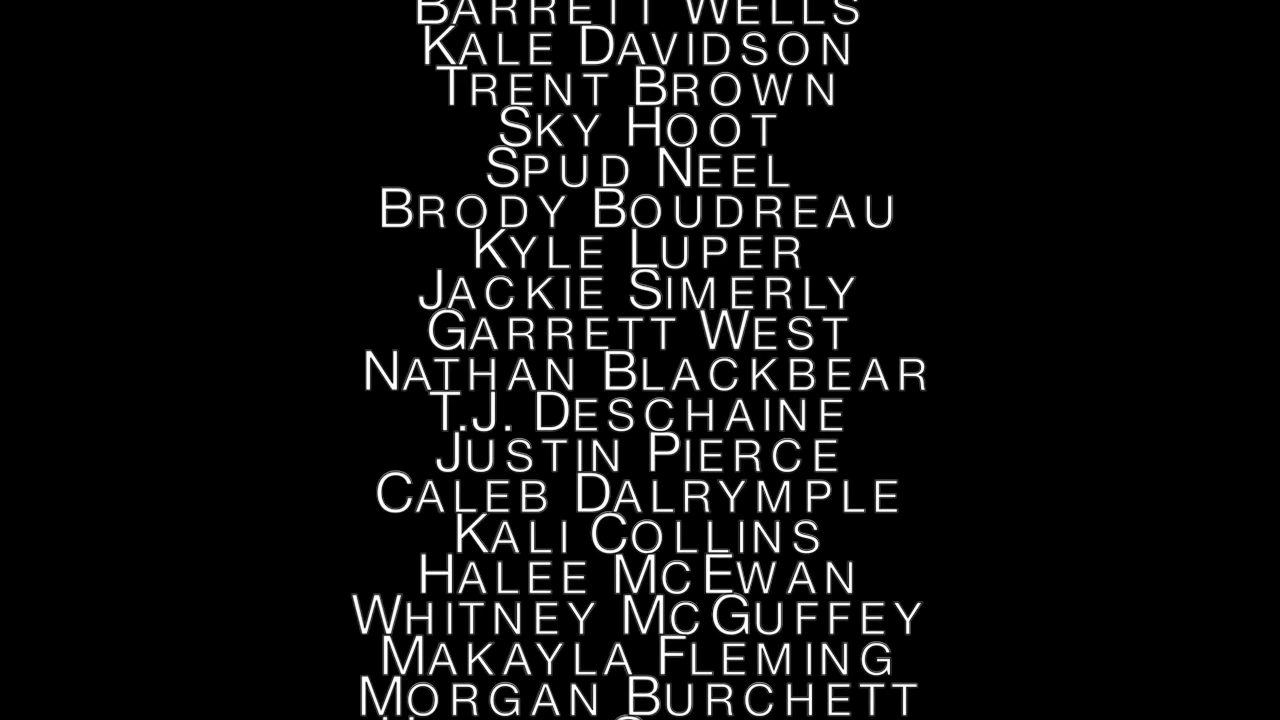 BARRETT WELLS
KALE DAVIDSON
TRENT BROWN
SKY HOOT
SPUD NEEL
BRODY BOUDREAU
KYLE LUPER
JACKIE SIMERLY
GARRETT WEST
NATHAN BLACKBEAR
T.J. DESCHAINE
JUSTIN PIERCE
CALEB DALRYMPLE
KALI COLLINS
HALEE MCEWAN
WHITNEY MCGUFFEY
MAKAYLA FLEMING
MORGAN BURCHETT